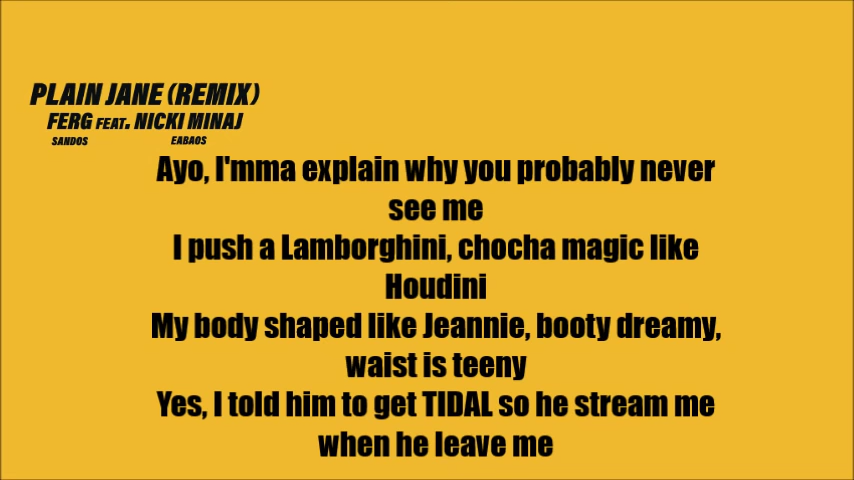 PLAIN JANE (REMIX)
FERG FEAT. NICKI MINAJ
SANDOS EABAOS
Ayo, I'mma explain why you probably never
see me
I push a Lamborghini, chocha magic like
Houdini
My body shaped like Jeannie, booty dreamy,
waist is teeny
Yes, I told him to get TIDAL so he stream me
when he leave me